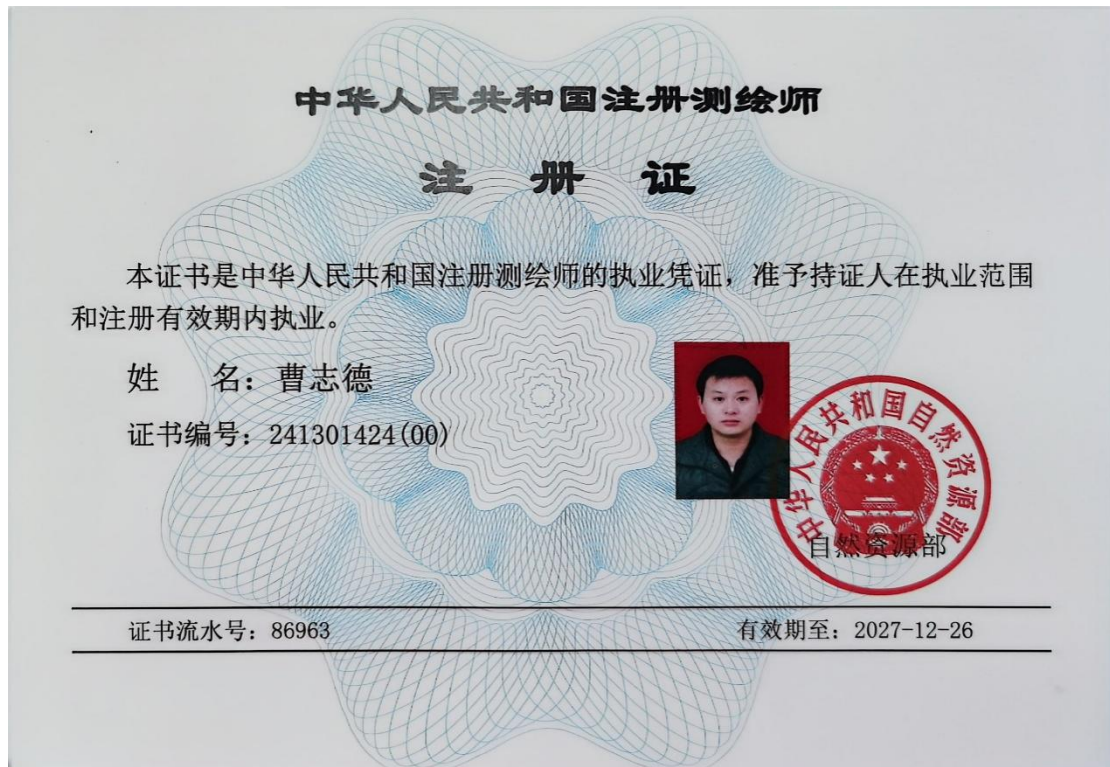 中华人民共和国注册测绘师
注 册 证
本证书是中华人民共和国注册测绘师的执业凭证，准予持证人在执业范围
和注册有效期内执业。
姓 名：曹志德
证书编号：241301424(00)
中华人民共和国自然资源部
自然资源部
证书流水号：86963 有效期至：2027-12-26